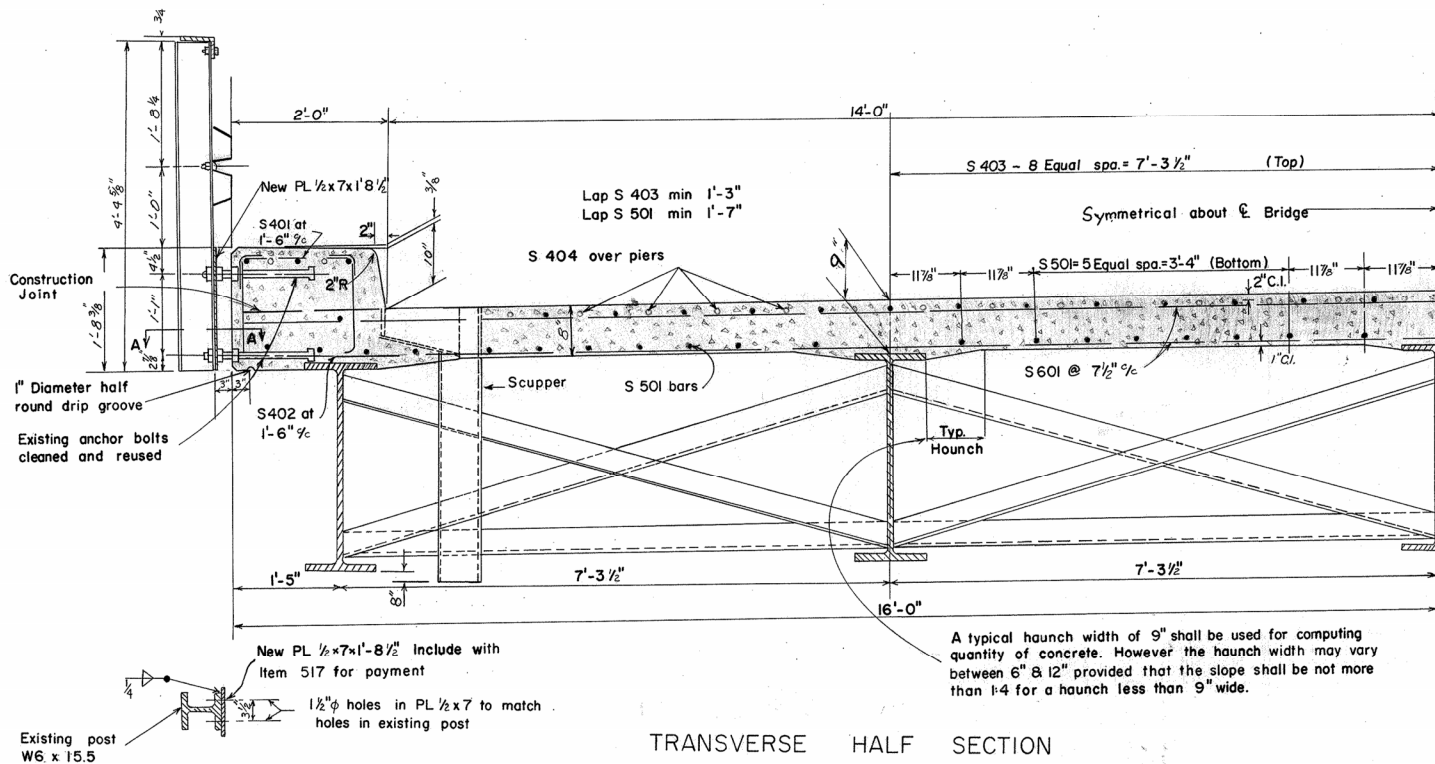 3/4
4'-4 5/8"
1'-8 1/4
1'-0"
4 1/2"
1'-1"
2 7/8"
1'-8 3/8"
2'-0"
14'-0"
S 403 - 8 Equal spa.= 7'-3 1/2" (Top)
New PL 1/2x7x1'8 1/2"
S401 at
1'-6" c/c
2"
3/8"
10"
2"R
Lap S 403 min 1'-3"
Lap S 501 min 1'-7"
Symmetrical about ℄ Bridge
S 404 over piers
9"
11 7/8"
11 7/8"
S 501=5 Equal spa.=3'-4" (Bottom)
11 7/8"
11 7/8"
2"C.I.
Construction
Joint
A
A
8"
1" Diameter half
round drip groove
3"
3"
S402 at
1'-6" c/c
Scupper
S 501 bars
S 601 @ 7 1/2" c/c
1"C.I.
Existing anchor bolts
cleaned and reused
Typ.
Hounch
1'-5"
8"
7'-3 1/2"
7'-3 1/2"
16'-0"
New PL 1/2x7x1'-8 1/2" Include with
Item 517 for payment
1/4
3 1/2"
1 1/2"ϕ holes in PL 1/2 x 7 to match
holes in existing post
Existing post
W6 x 15.5
A typical haunch width of 9" shall be used for computing
quantity of concrete. However the haunch width may vary
between 6" & 12" provided that the slope shall be not more
than 1:4 for a haunch less than 9" wide.
TRANSVERSE HALF SECTION